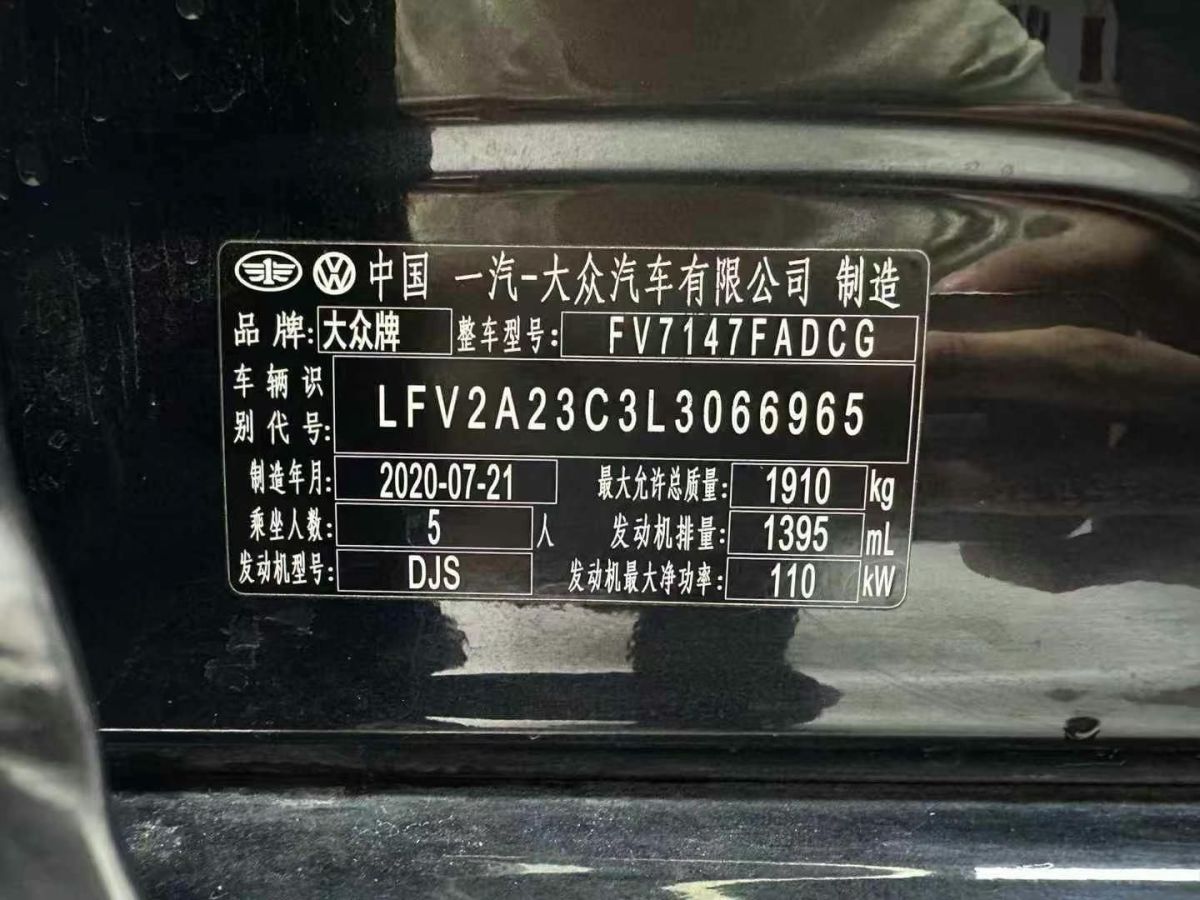 中国 一汽-大众汽车有限公司 制造
品牌: 大众牌 整车型号: FV7147FADCG
车辆识别代号: LFV2A23C3L3066965
制造年月: 2020-07-21 最大允许总质量: 1910 kg
乘坐人数: 5 人 发动机排量: 1395 mL
发动机型号: DJS 发动机最大净功率: 110 kW